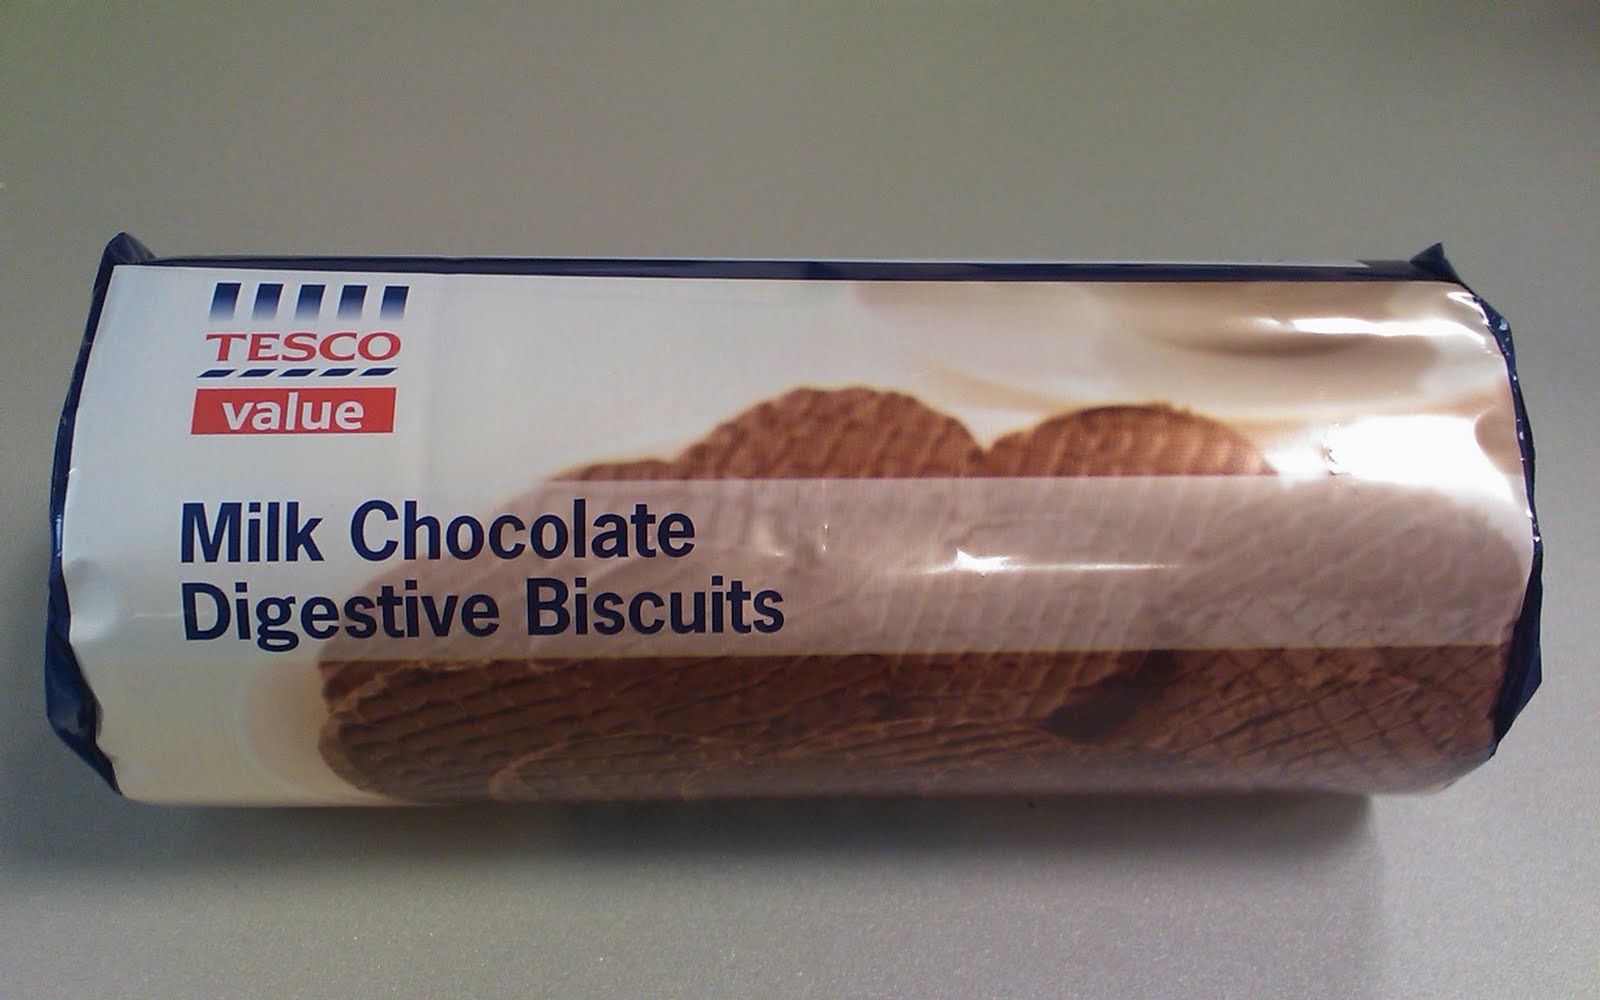 TESCO
value
Milk Chocolate
Digestive Biscuits